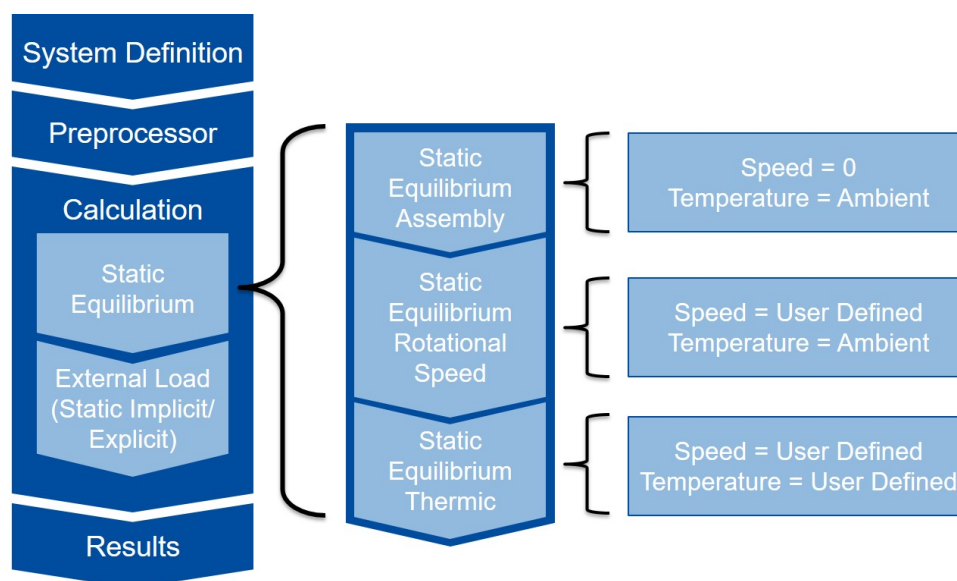 System Definition
Preprocessor
Calculation
Static
Equilibrium
External Load
(Static Implicit/
Explicit)
Results
Static
Equilibrium
Assembly
Static
Equilibrium
Rotational
Speed
Static
Equilibrium
Thermic
Speed = 0
Temperature = Ambient
Speed = User Defined
Temperature = Ambient
Speed = User Defined
Temperature = User Defined